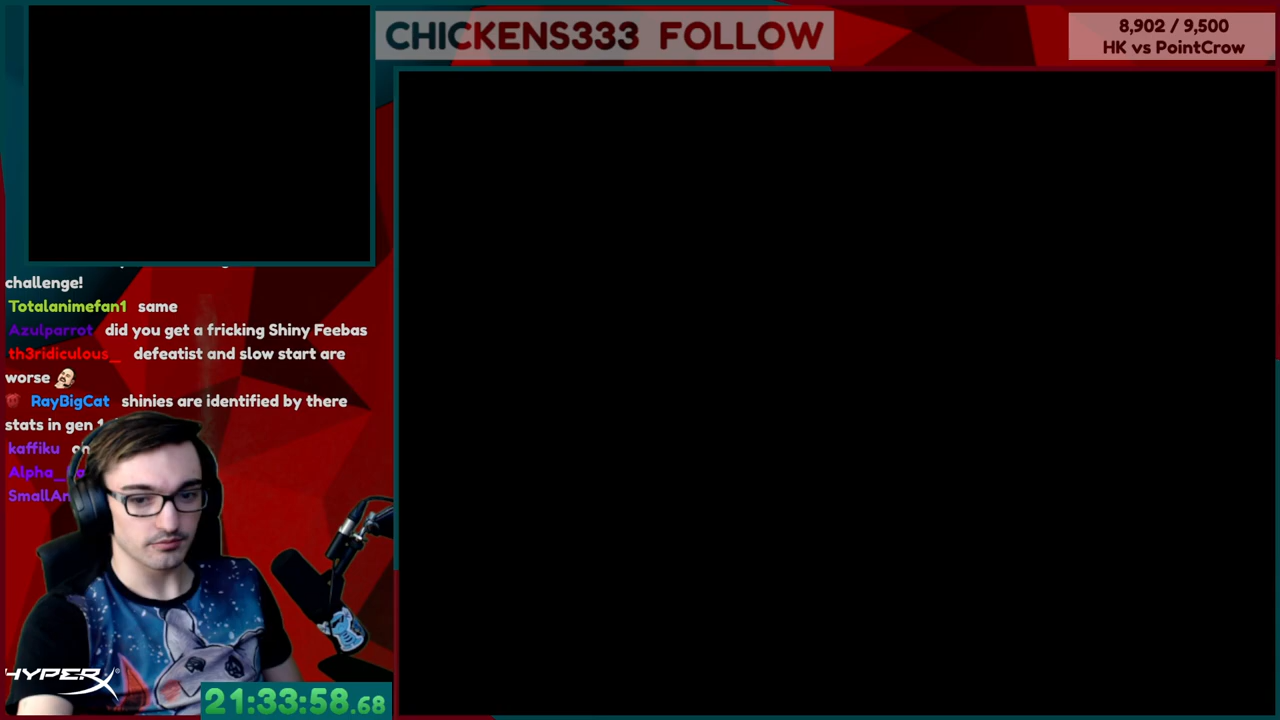 CHICKENS333 FOLLOW
8,902 / 9,500
HK vs PointCrow
challenge!
Totalanimefan1 same
Azulparrot did you get a fricking Shiny Feebas
th3ridiculous_ defeatist and slow start are
worse
RayBigCat shinies are identified by there
stats in gen
kaffiku
HYPERX
21:33:58.68